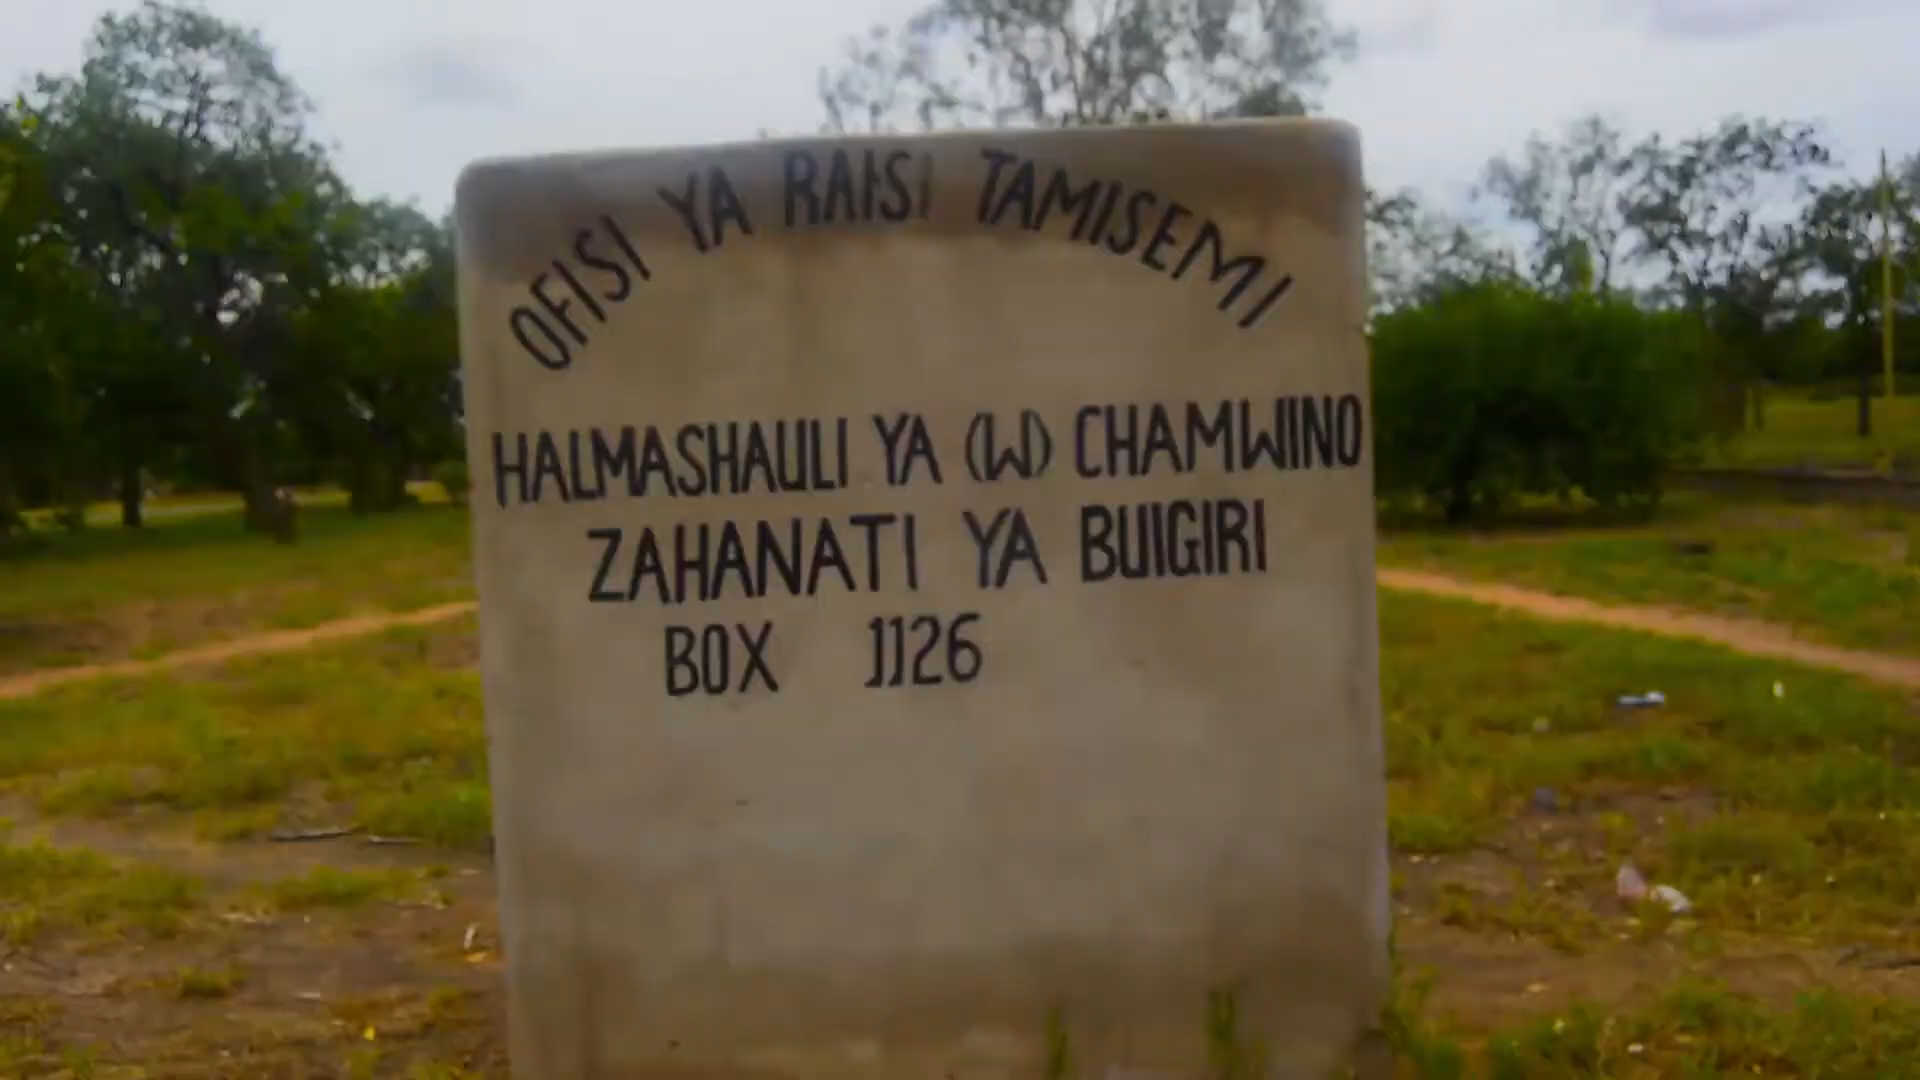 OFISI YA RAISI TAMISEMI
HALMASHAULI YA (W) CHAMWINO
ZAHANATI YA BUIGIRI
BOX 1126